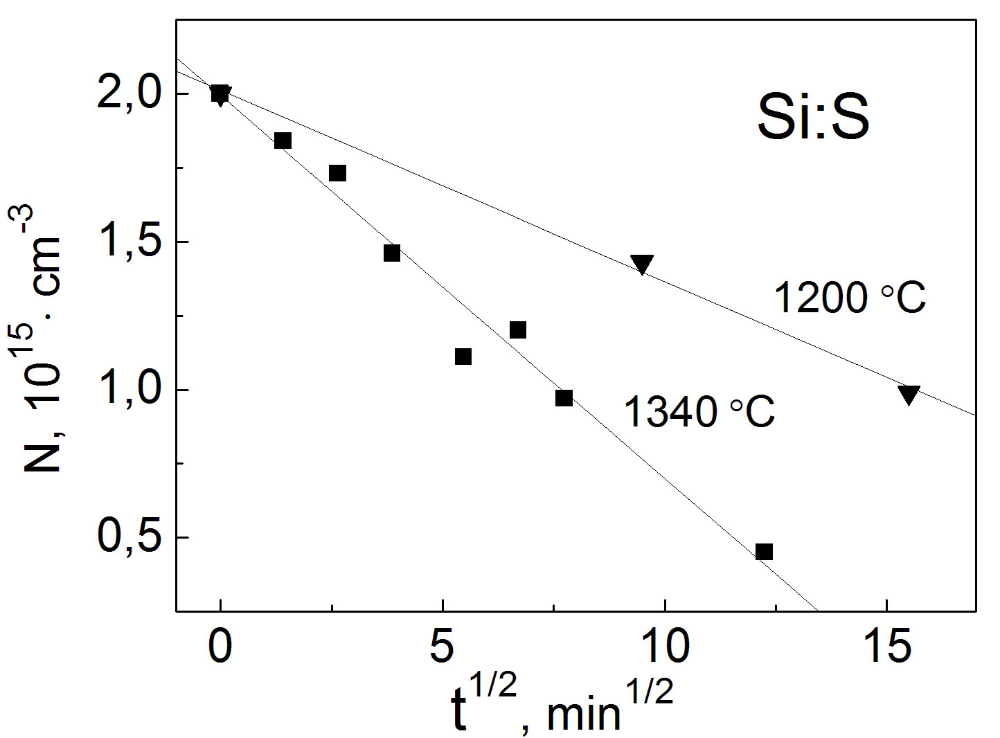 Si:S
2,0
1,5
1,0
0,5
N, 10^15 · cm^-3
1200 °C
1340 °C
0 5 10 15
t^1/2, min^1/2